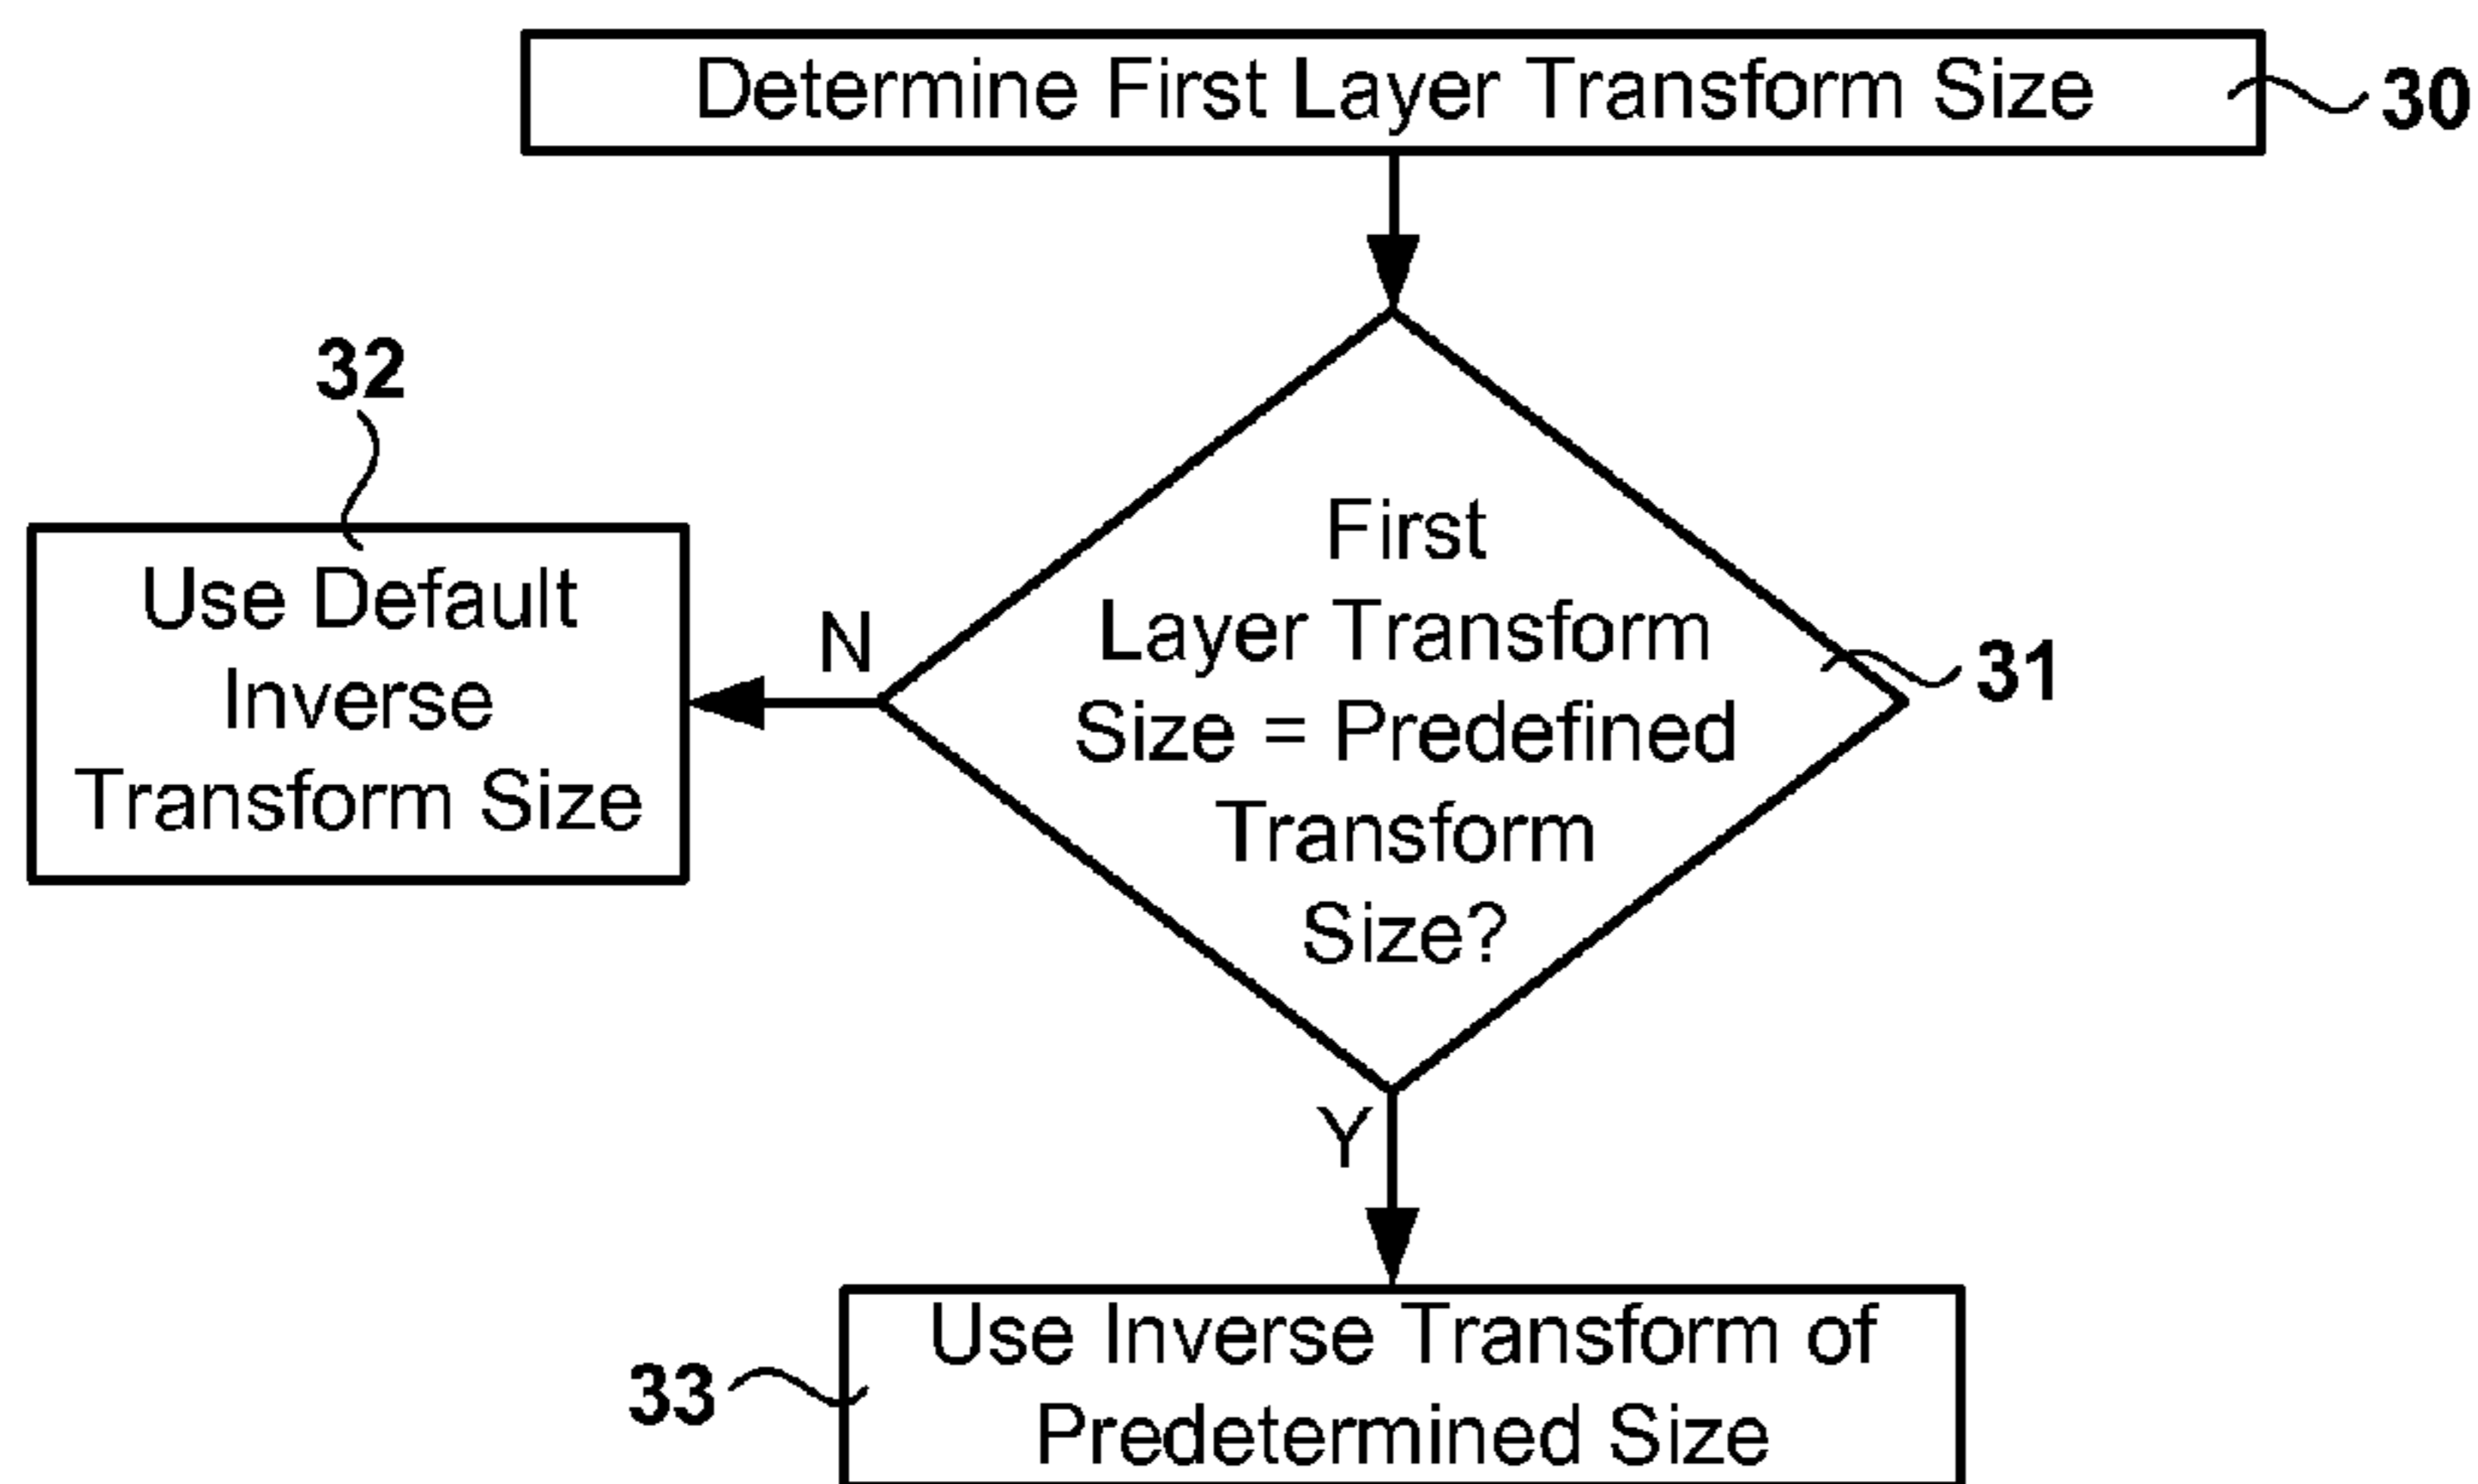 Determine First Layer Transform Size
30
32
Use Default
Inverse
Transform Size
N
First
Layer Transform
Size = Predefined
Transform
Size?
31
Y
33
Use Inverse Transform of
Predetermined Size